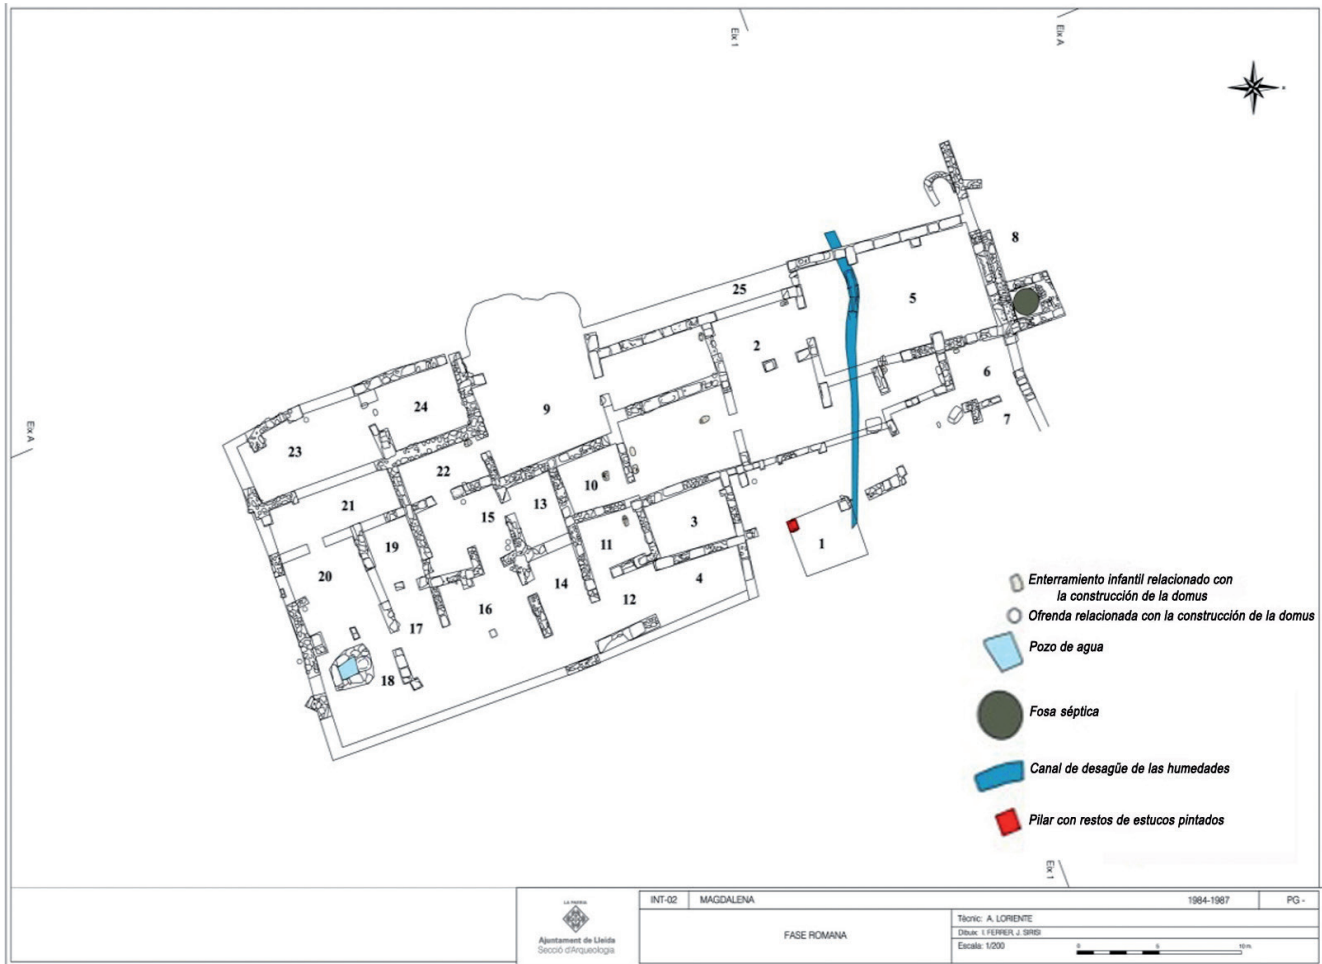 Eix 1
Eix A
8
25
5
2
6
24
9
7
23
22
10
21
13
15
3
1
19
11
20
4
14
12
16
17
18
Eix A
Enterramiento infantil relacionado con
la construcción de la domus
Ofrenda relacionada con la construcción de la domus
Pozo de agua
Fosa séptica
Canal de desagüe de las humedades
Pilar con restos de estucos pintados
Eix 1
LA PAERIA
Ajuntament de Lleida
Secció d'Arqueologia
INT-02 MAGDALENA 1984-1987 PG -
FASE ROMANA
Tècnic: A. LORIENTE
Dibuix: I. FERRER, J. SIRISI
Escala: 1/200
0 5 10 m.